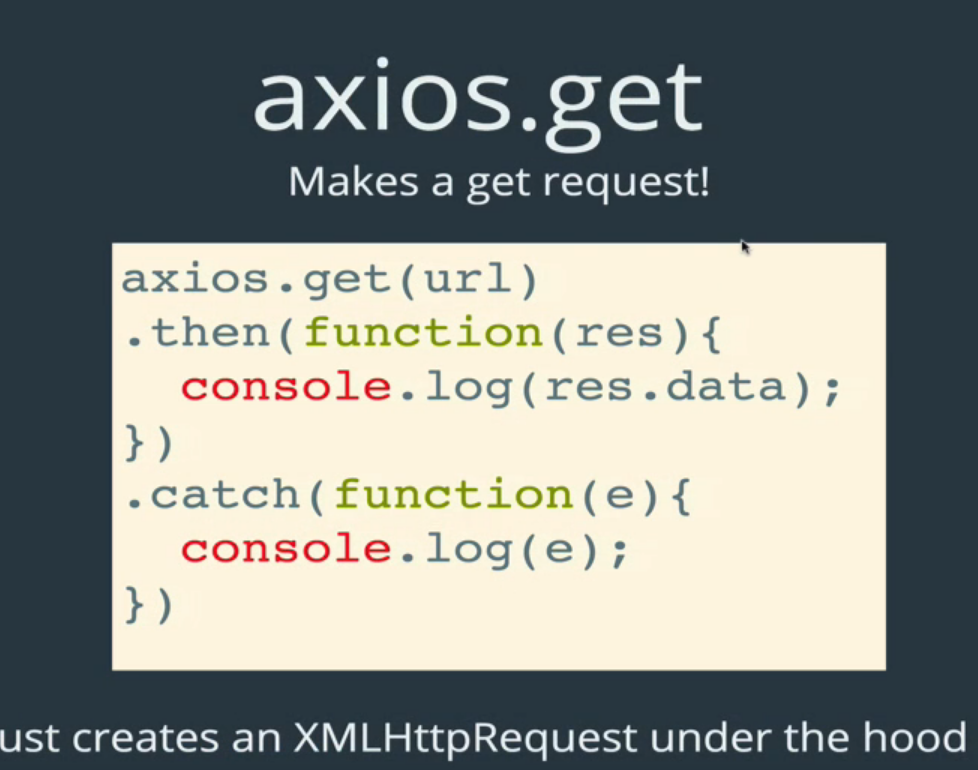 axios.get
Makes a get request!
axios.get(url)
.then(function(res){
  console.log(res.data);
})
.catch(function(e){
  console.log(e);
})
ust creates an XMLHttpRequest under the hood